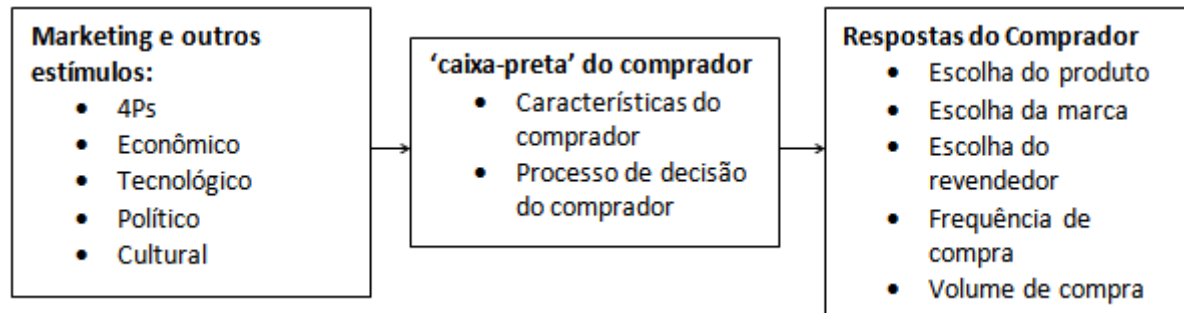 Marketing e outros
estímulos:
• 4Ps
• Econômico
• Tecnológico
• Político
• Cultural
‘caixa-preta’ do comprador
• Características do
comprador
• Processo de decisão
do comprador
Respostas do Comprador
• Escolha do produto
• Escolha da marca
• Escolha do
revendedor
• Frequência de
compra
• Volume de compra